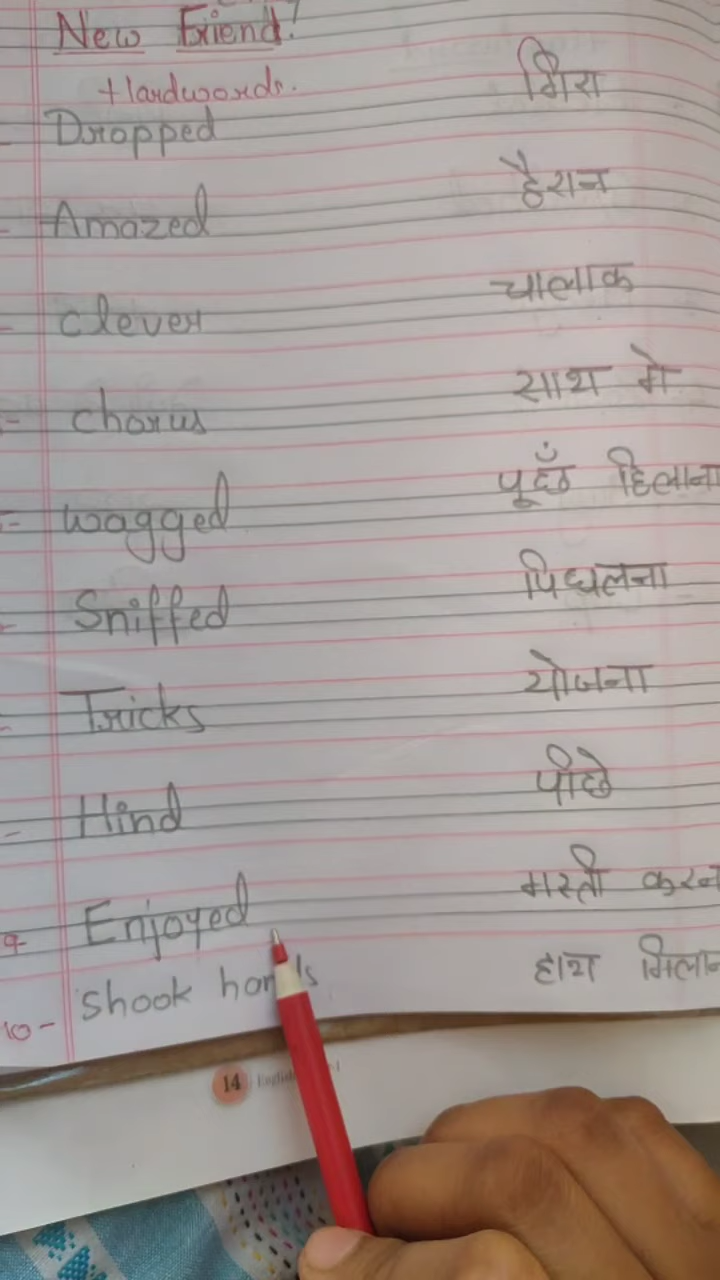 New Friend!
Hardwords.
Dropped गिरा
Amazed हैरान
Clever चालाक
Chorus साथ मे
wagged पूँछ हिलाना
Sniffed पिघलना
Tricks योजना
Hind पीछे
9- Enjoyed मस्ती करन
10- Shook hands हाथ मिलान
14 English